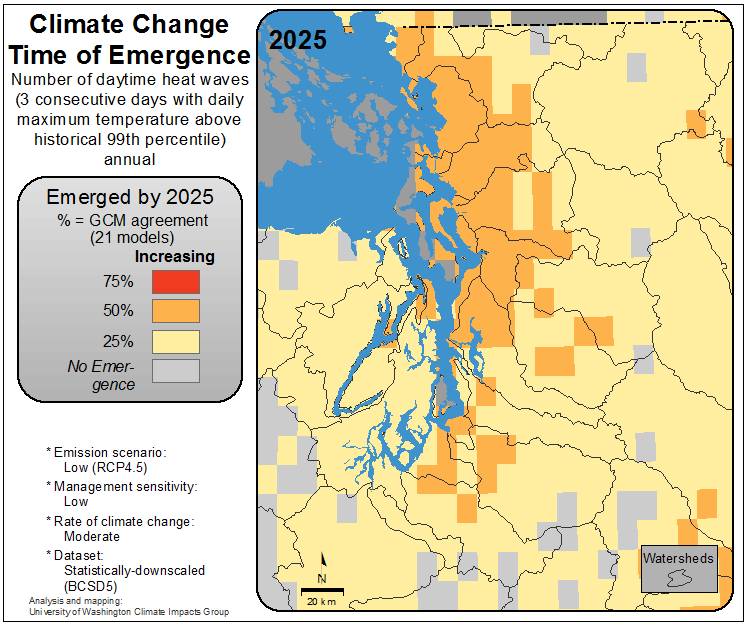 Climate Change
Time of Emergence
Number of daytime heat waves
(3 consecutive days with daily
maximum temperature above
historical 99th percentile)
annual
Emerged by 2025
% = GCM agreement
(21 models)
Increasing
75%
50%
25%
No Emer-
gence
* Emission scenario:
Low (RCP4.5)
* Management sensitivity:
Low
* Rate of climate change:
Moderate
* Dataset:
Statistically-downscaled
(BCSD5)
Analysis and mapping:
University of Washington Climate Impacts Group
2025
N
20 km
Watersheds